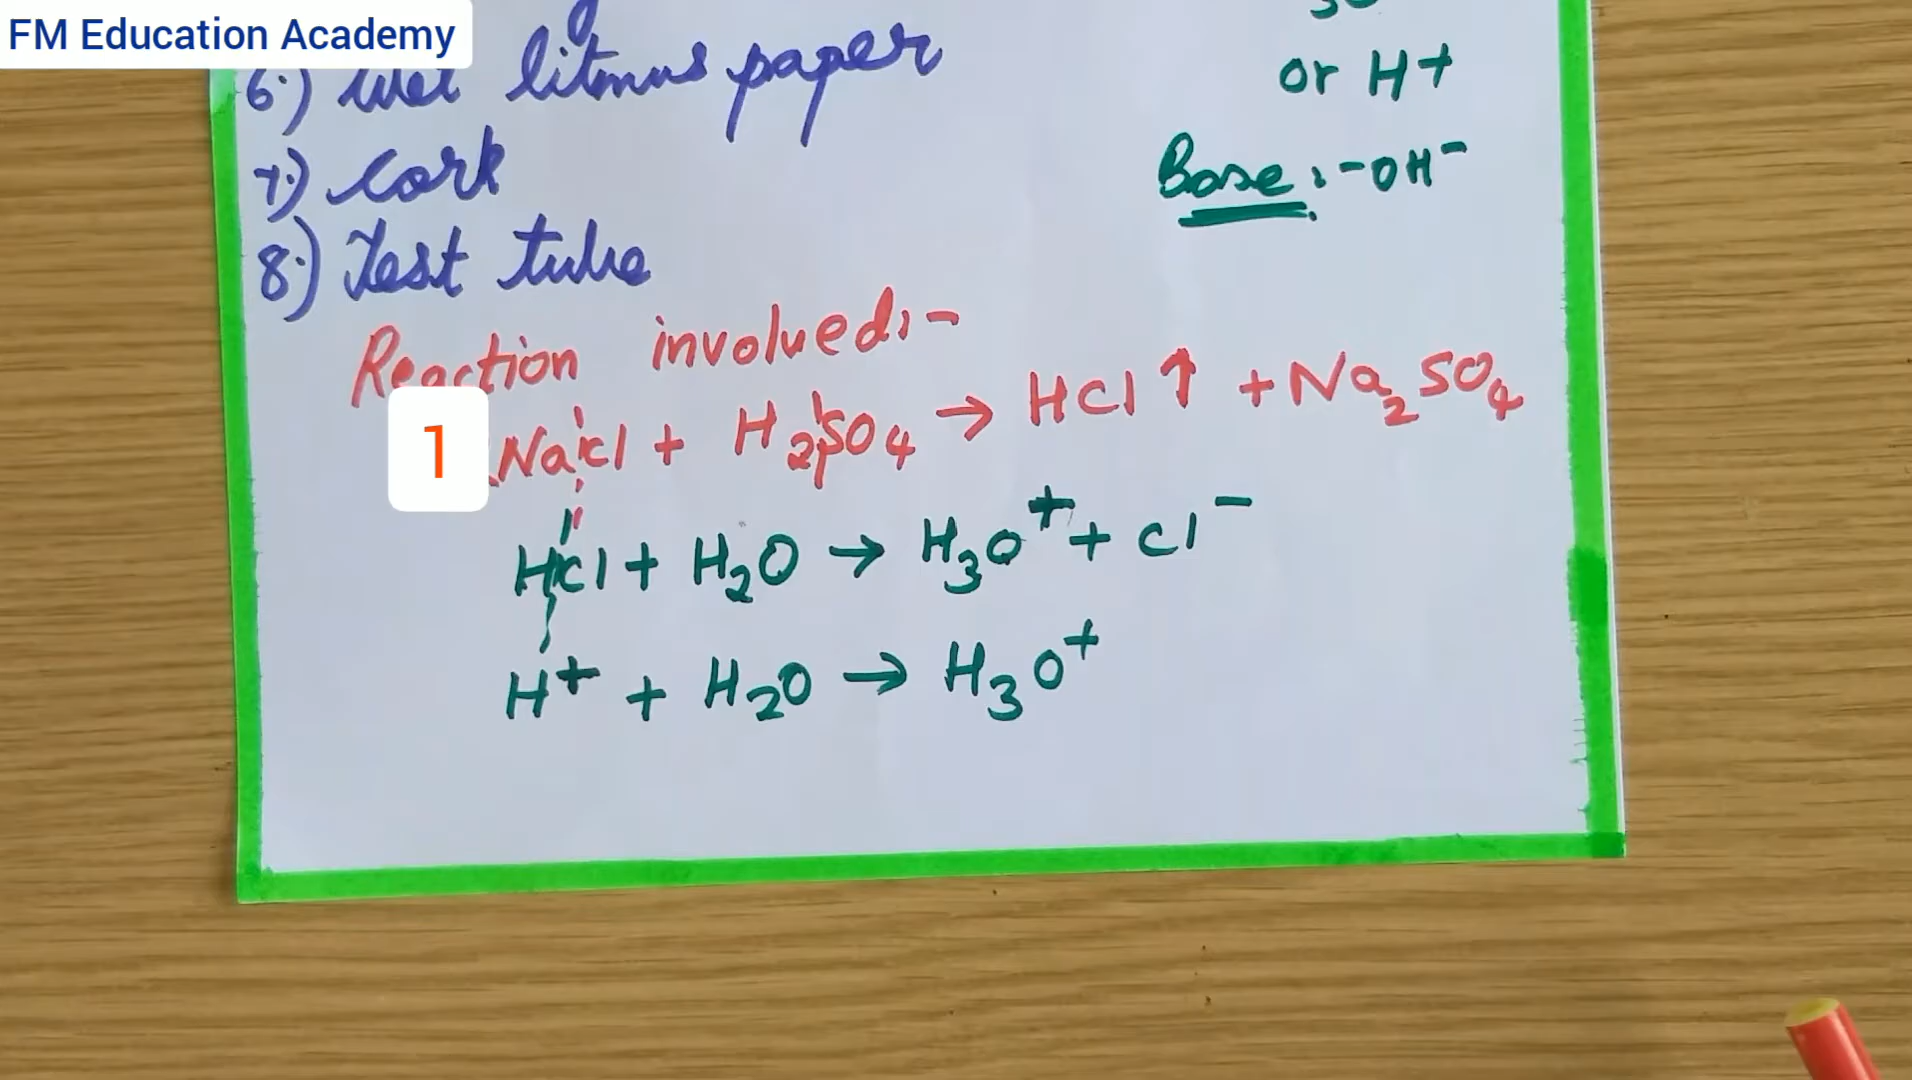 FM Education Academy
6.) wet litmus paper
or H+
7.) cork
Base : -OH⁻
8.) Test tube
Reaction involved:-
1
NaCl + H₂SO₄ → HCl ↑ + Na₂SO₄
HCl + H₂O → H₃O⁺ + Cl⁻
H⁺ + H₂O → H₃O⁺